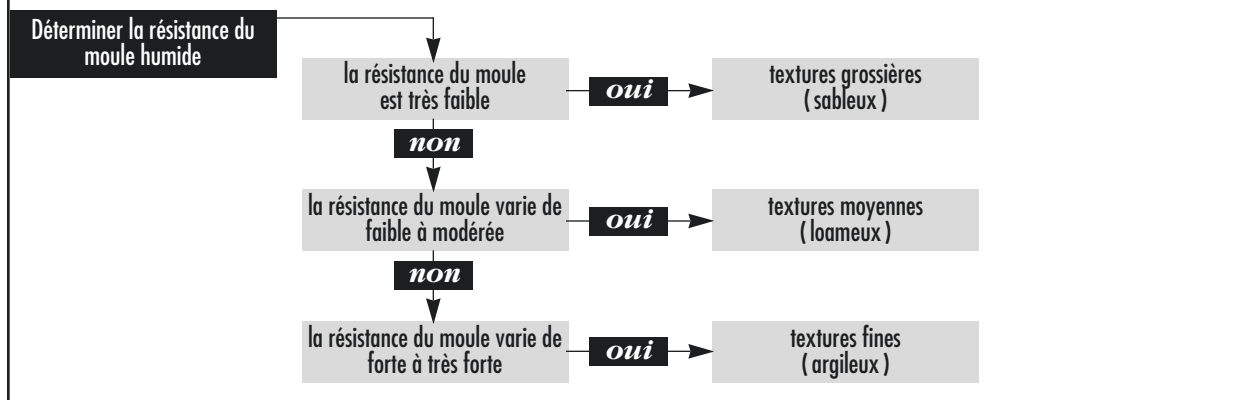 Déterminer la résistance du
moule humide
la résistance du moule
est très faible
oui
textures grossières
( sableux )
non
la résistance du moule varie de
faible à modérée
oui
textures moyennes
( loameux )
non
la résistance du moule varie de
forte à très forte
oui
textures fines
( argileux )